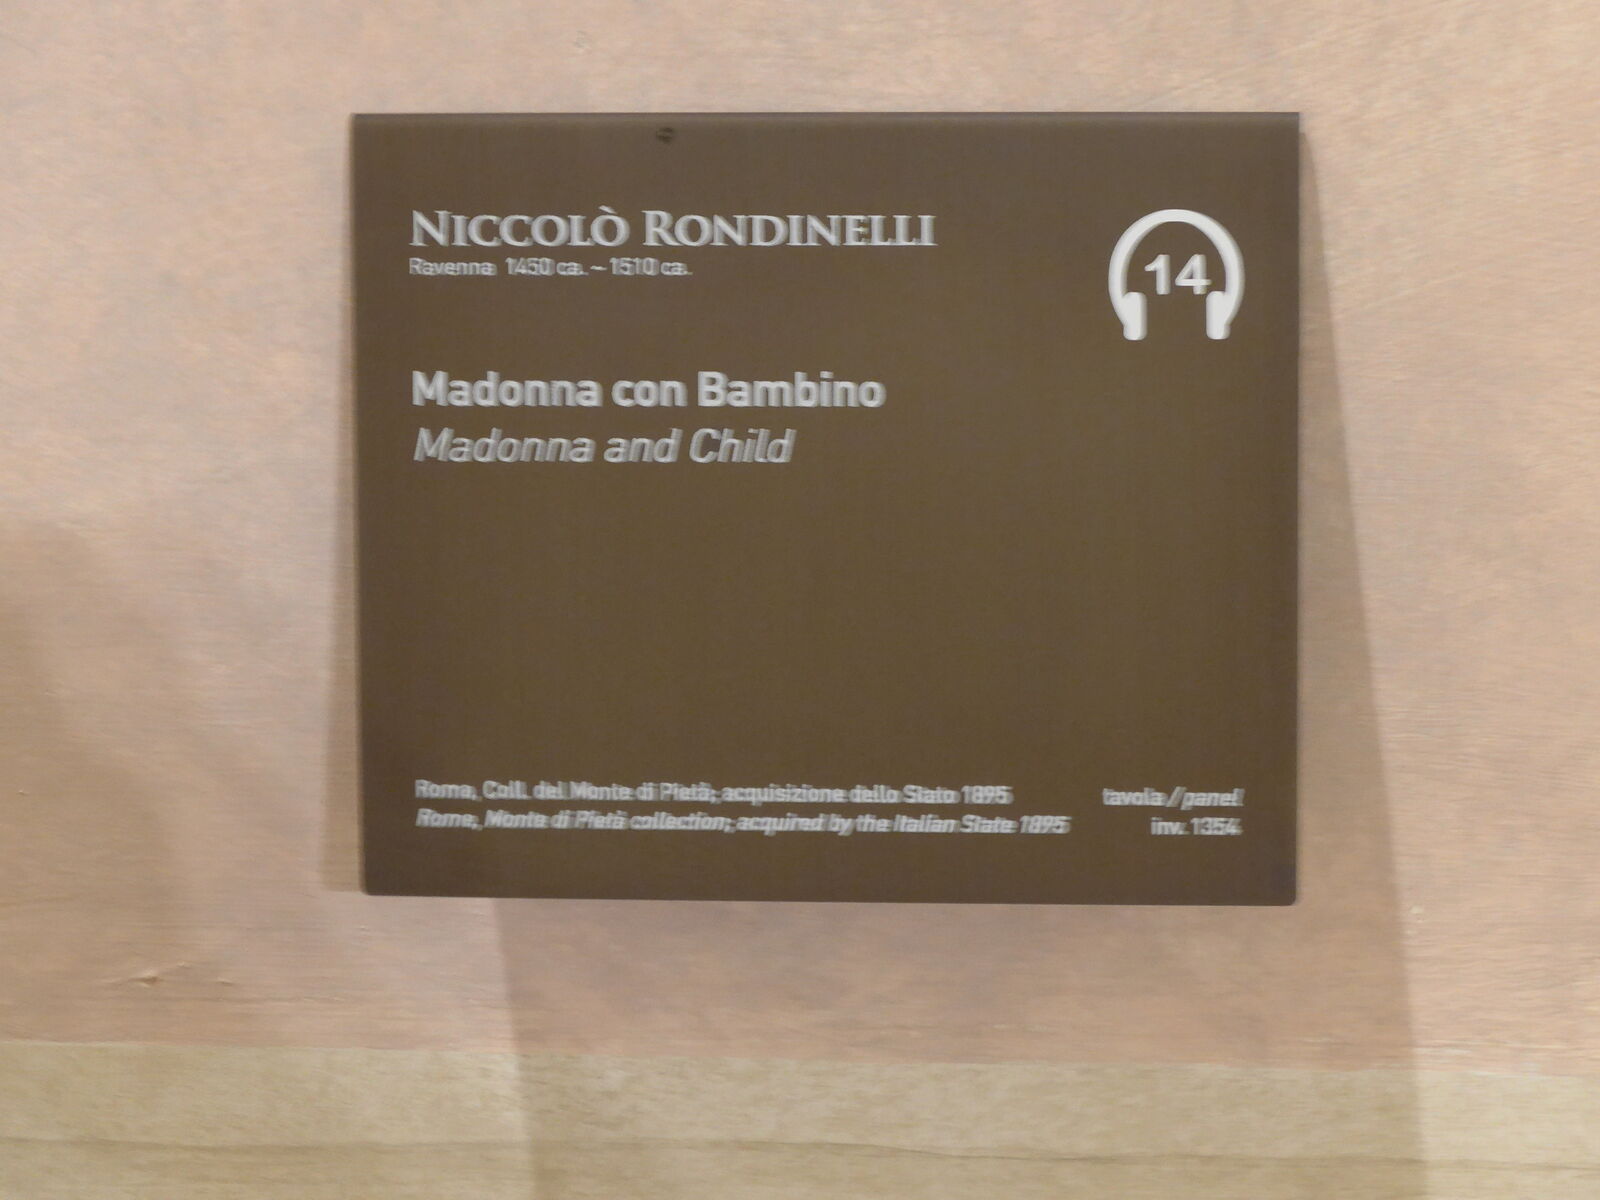 NICCOLÒ RONDINELLI
Ravenna 1450 ca. – 1510 ca.
14
Madonna con Bambino
Madonna and Child
Roma, Coll. del Monte di Pietà; acquisizione dello Stato 1895
Rome, Monte di Pietà collection; acquired by the Italian State 1895
tavola / panel
inv. 1354